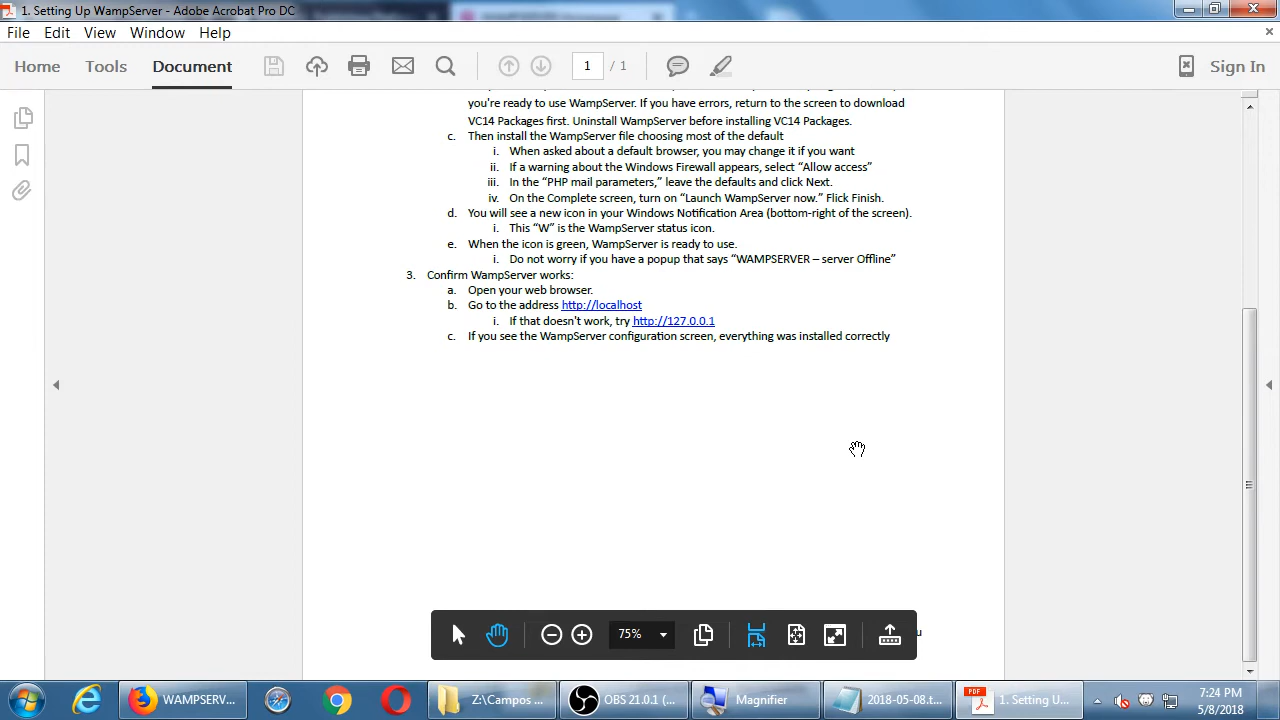 1. Setting Up WampServer - Adobe Acrobat Pro DC
File Edit View Window Help
Home Tools Document 1 / 1 Sign In
you're ready to use WampServer. If you have errors, return to the screen to download
VC14 Packages first. Uninstall WampServer before installing VC14 Packages.
c. Then install the WampServer file choosing most of the default
i. When asked about a default browser, you may change it if you want
ii. If a warning about the Windows Firewall appears, select “Allow access”
iii. In the “PHP mail parameters,” leave the defaults and click Next.
iv. On the Complete screen, turn on “Launch WampServer now.” Flick Finish.
d. You will see a new icon in your Windows Notification Area (bottom-right of the screen).
i. This “W” is the WampServer status icon.
e. When the icon is green, WampServer is ready to use.
i. Do not worry if you have a popup that says “WAMPSERVER – server Offline”
3. Confirm WampServer works:
a. Open your web browser.
b. Go to the address http://localhost
i. If that doesn't work, try http://127.0.0.1
c. If you see the WampServer configuration screen, everything was installed correctly
75%
u
WAMPSERV... Z:\Campos ... OBS 21.0.1 (... Magnifier 2018-05-08.t... PDF 1. Setting U... 7:24 PM
5/8/2018